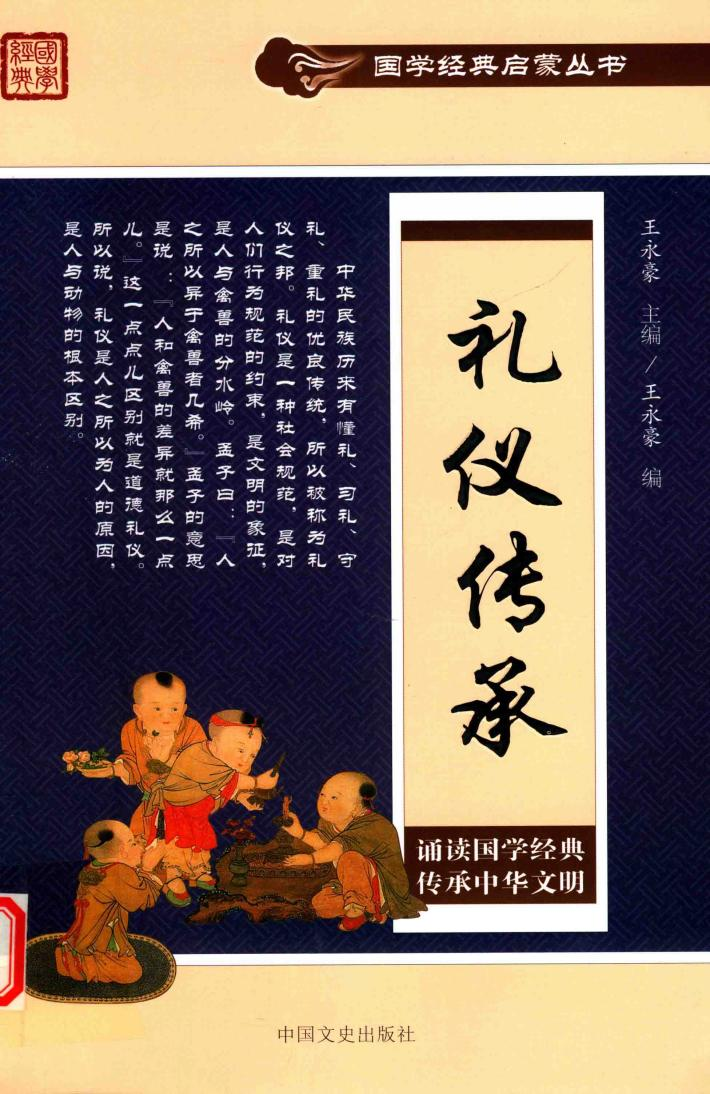 國學
經典
国学经典启蒙丛书
王永豪 主编 / 王永豪 编
礼仪传承
诵读国学经典
传承中华文明
中华民族历来有懂礼、习礼、守
礼、重礼的优良传统，所以被称为礼
仪之邦。礼仪是一种社会规范，是对
人们行为规范的约束，是文明的象征，
是人与禽兽的分水岭。孟子曰：『人
之所以异于禽兽者几希。』孟子的意思
是说：『人和禽兽的差异就那么一点
儿。』这一点点儿区别就是道德礼仪。
所以说，礼仪是人之所以为人的原因，
是人与动物的根本区别。
中国文史出版社